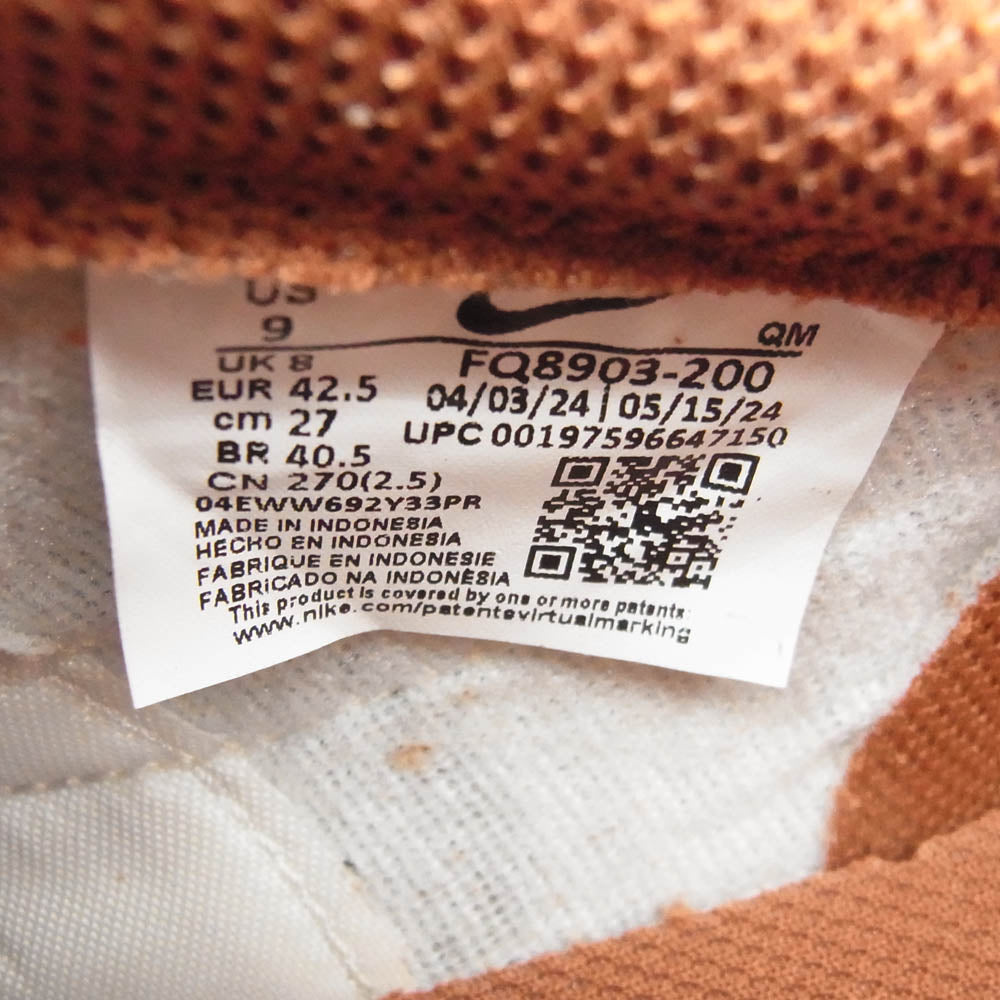 US
9
QM
UK 8
FQ8903-200
EUR 42.5
04/03/24 | 05/15/24
cm 27
UPC 00197596647150
BR 40.5
CN 270(2.5)
04EWW692Y33PR
MADE IN INDONESIA
HECHO EN INDONESIA
FABRIQUE EN INDONESIE
FABRICADO NA INDONÈSIA
This product is covered by one or more patents:
www.nike.com/patentsvirtualmarking